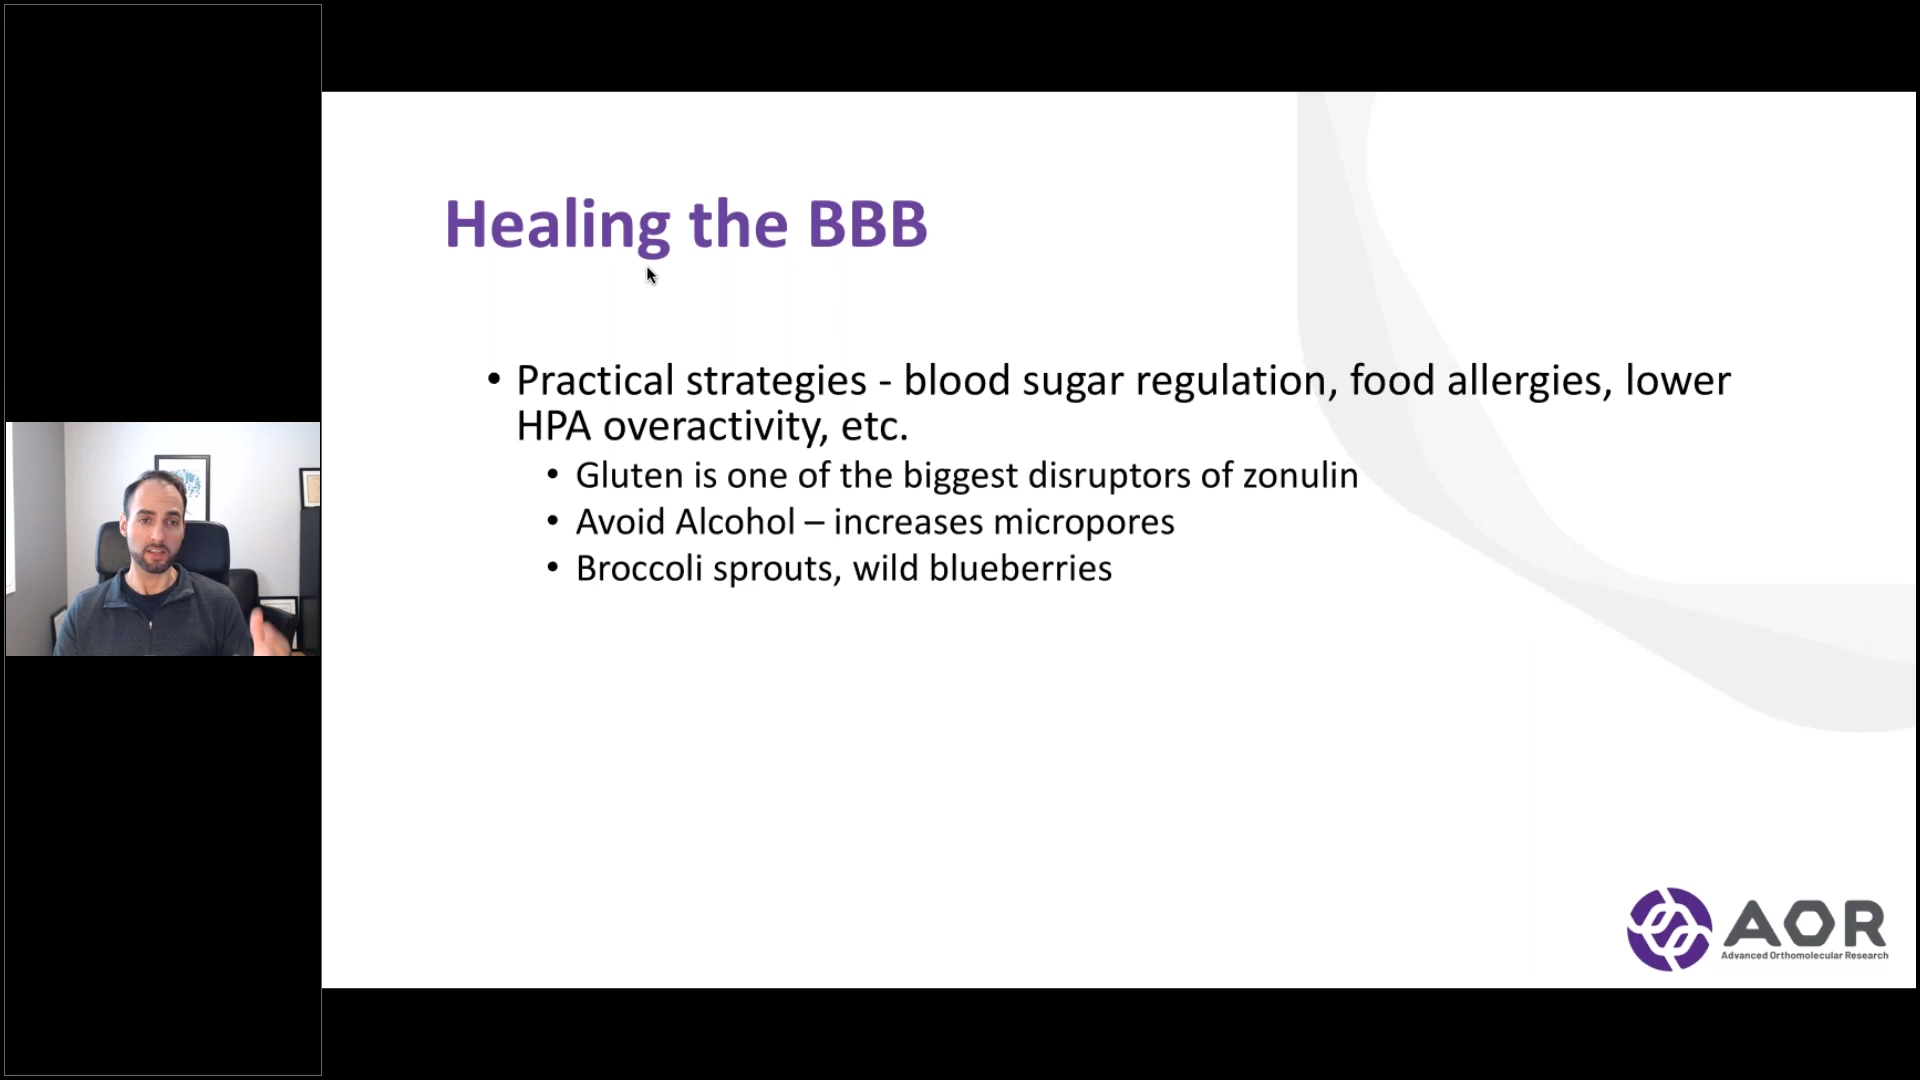 Healing the BBB
• Practical strategies - blood sugar regulation, food allergies, lower
HPA overactivity, etc.
• Gluten is one of the biggest disruptors of zonulin
• Avoid Alcohol – increases micropores
• Broccoli sprouts, wild blueberries
AOR
Advanced Orthomolecular Research